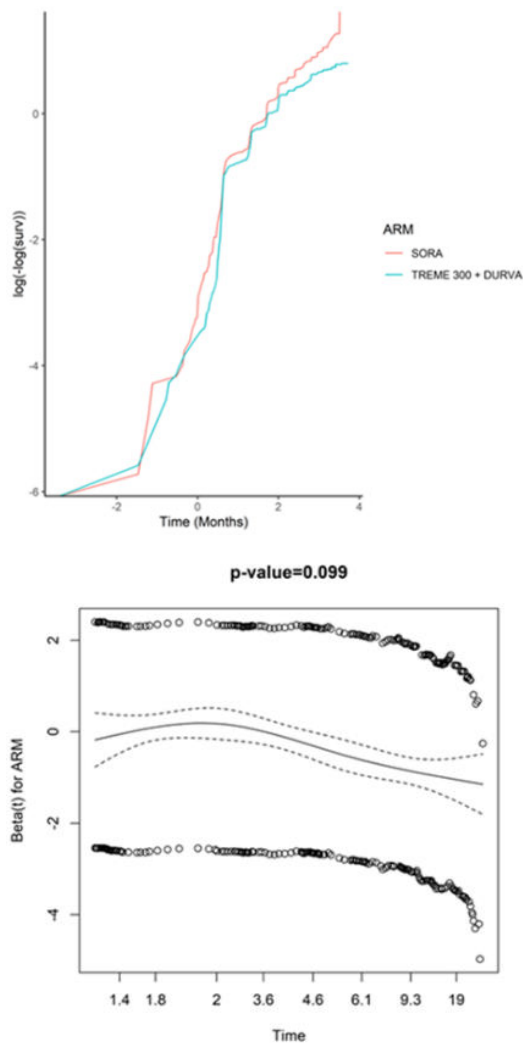 0
-2
-4
-6
log(-log(surv))
-2
0
2
4
Time (Months)
ARM
SORA
TREME 300 + DURVA
p-value=0.099
2
0
-2
-4
Beta(t) for ARM
1.4
1.8
2
3.6
4.6
6.1
9.3
19
Time